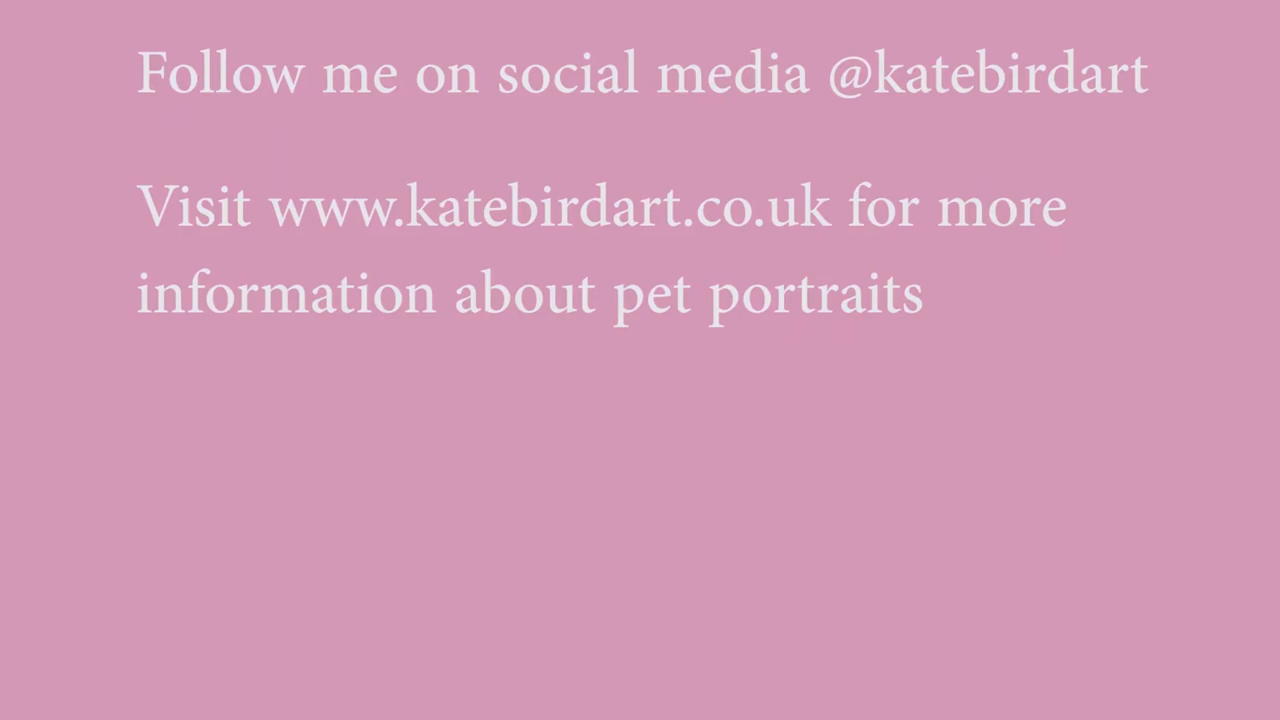 Follow me on social media @katebirdart
Visit www.katebirdart.co.uk for more
information about pet portraits